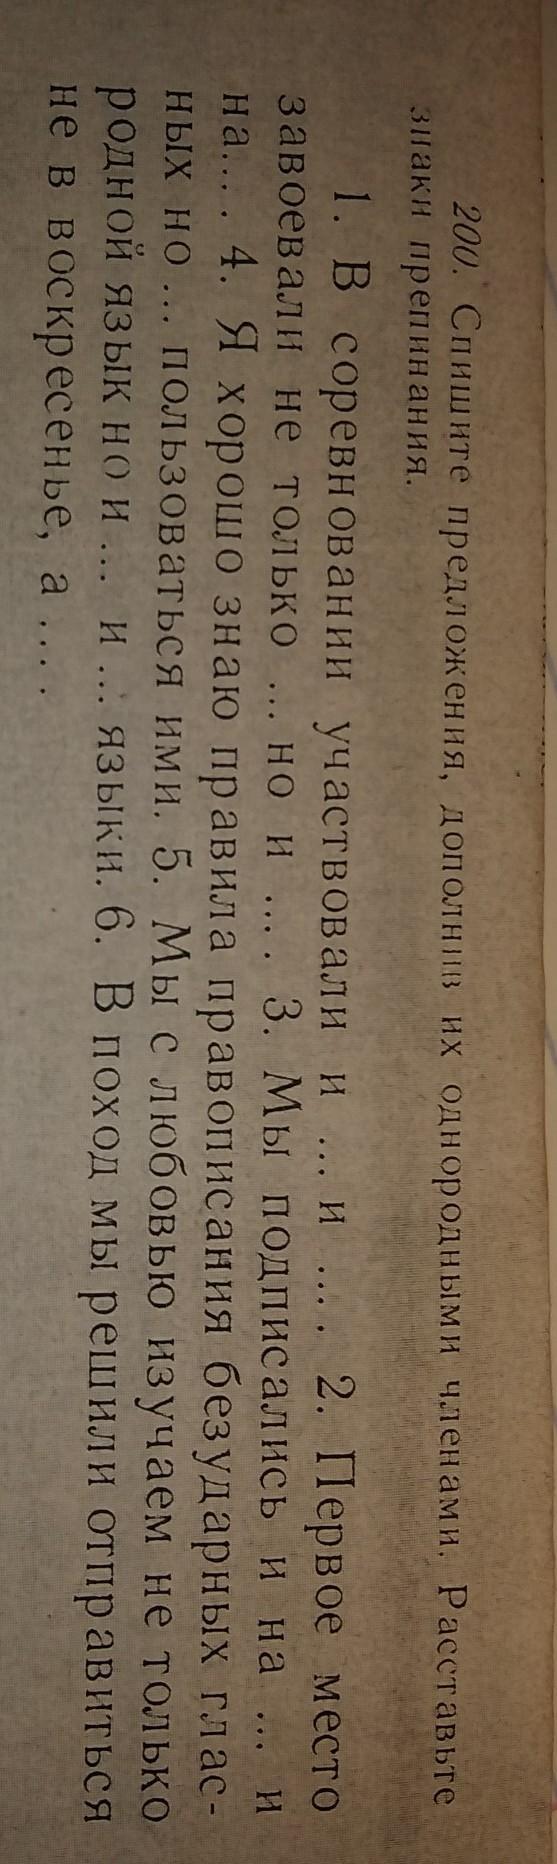 200. Спишите предложения, дополнив их однородными членами. Расставьте
знаки препинания.
1. В соревновании участвовали и ... и .... 2. Первое место
завоевали не только ... но и .... 3. Мы подписались и на ... и
на.... 4. Я хорошо знаю правила правописания безударных глас-
ных но ... пользоваться ими. 5. Мы с любовью изучаем не только
родной язык но и ... и ... языки. 6. В поход мы решили отправиться
не в воскресенье, а ....